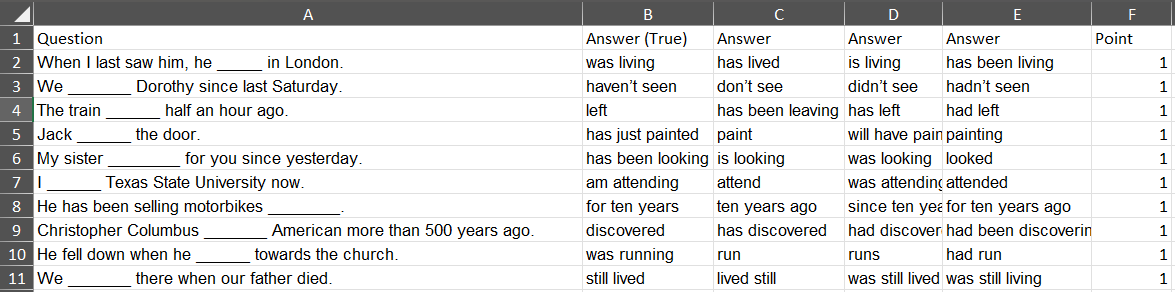 A B C D E F
1 Question Answer (True) Answer Answer Answer Point
2 When I last saw him, he _____ in London. was living has lived is living has been living 1
3 We _______ Dorothy since last Saturday. haven’t seen don’t see didn’t see hadn’t seen 1
4 The train ______ half an hour ago. left has been leaving has left had left 1
5 Jack ______ the door. has just painted paint will have pain painting 1
6 My sister ________ for you since yesterday. has been looking is looking was looking looked 1
7 I ______ Texas State University now. am attending attend was attending attended 1
8 He has been selling motorbikes ________. for ten years ten years ago since ten yea for ten years ago 1
9 Christopher Columbus _______ American more than 500 years ago. discovered has discovered had discover had been discoverin 1
10 He fell down when he ______ towards the church. was running run runs had run 1
11 We _______ there when our father died. still lived lived still was still lived was still living 1